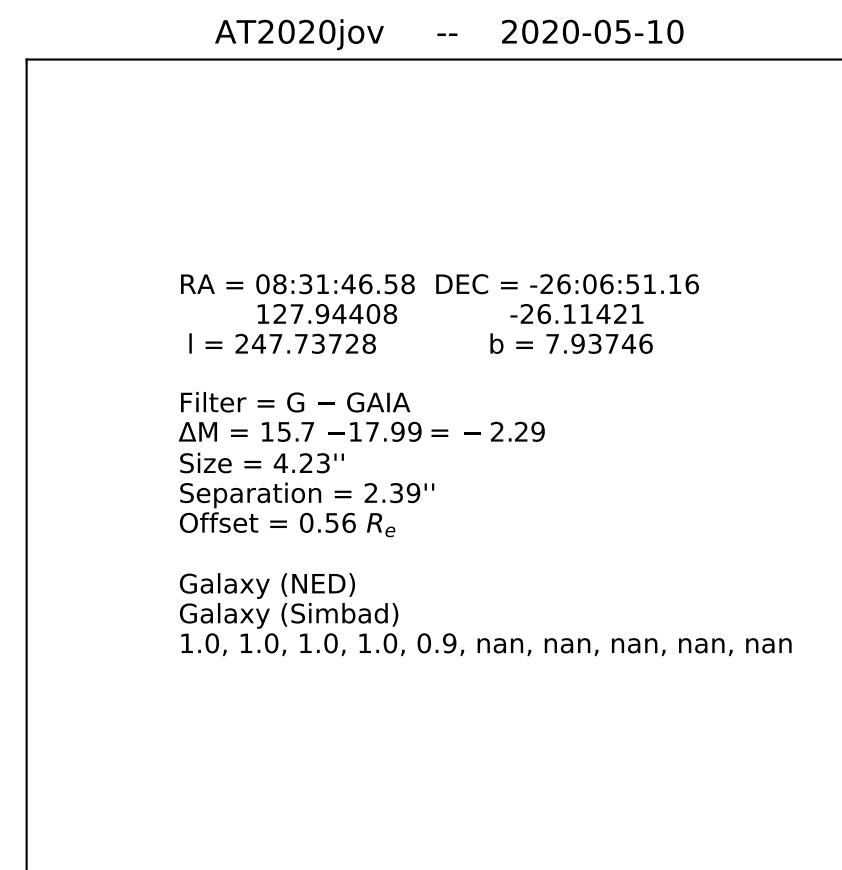 AT2020jov -- 2020-05-10
RA = 08:31:46.58 DEC = -26:06:51.16
127.94408 -26.11421
l = 247.73728 b = 7.93746
Filter = G − GAIA
ΔM = 15.7 −17.99 = − 2.29
Size = 4.23''
Separation = 2.39''
Offset = 0.56 Re
Galaxy (NED)
Galaxy (Simbad)
1.0, 1.0, 1.0, 1.0, 0.9, nan, nan, nan, nan, nan